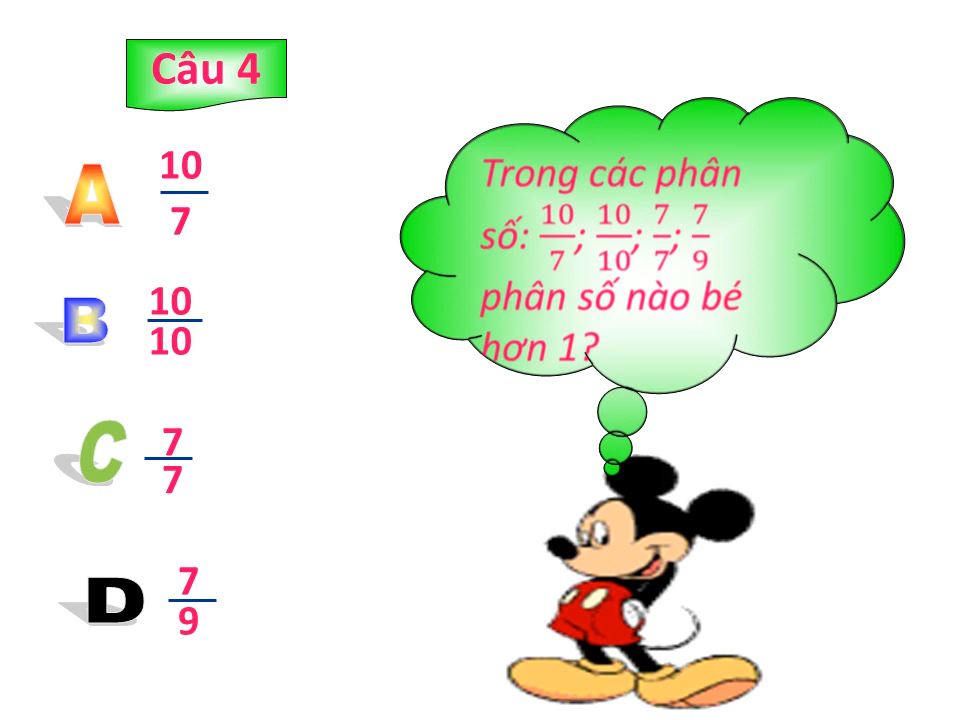 Câu 4
A 10/7
B 10/10
C 7/7
D 7/9
Trong các phân
số: 10/7; 10/10; 7/7; 7/9
phân số nào bé
hơn 1?